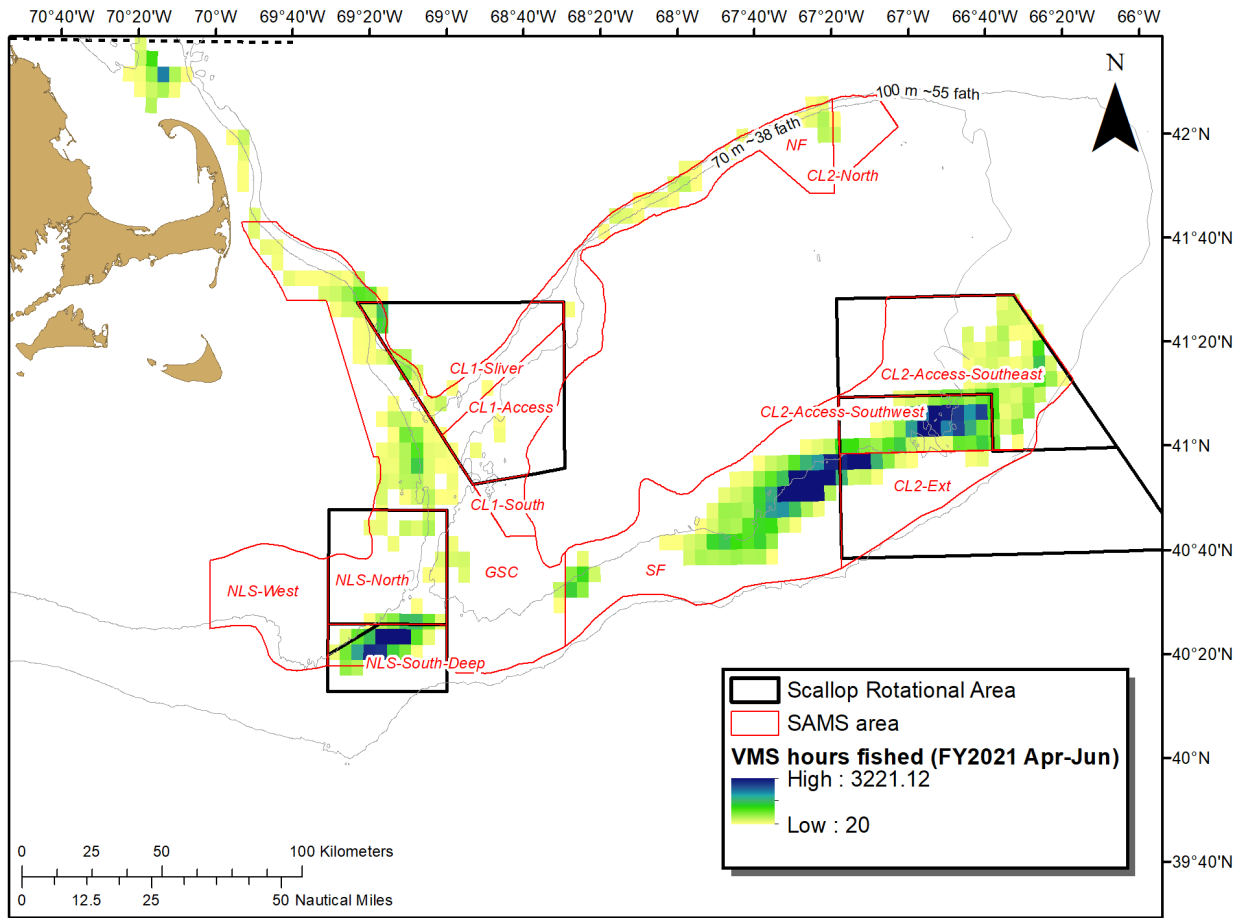 70°40'W 70°20'W 70°W 69°40'W 69°20'W 69°W 68°40'W 68°20'W 68°W 67°40'W 67°20'W 67°W 66°40'W 66°20'W 66°W
N
100 m ~55 fath
70 m ~38 fath
NF
42°N
CL2-North
41°40'N
41°20'N
CL1-Sliver
CL2-Access-Southeast
CL1-Access
CL2-Access-Southwest
41°N
CL2-Ext
CL1-South
40°40'N
NLS-West
NLS-North
GSC
SF
NLS-South-Deep
40°20'N
Scallop Rotational Area
SAMS area
VMS hours fished (FY2021 Apr-Jun)
High : 3221.12
Low : 20
40°N
39°40'N
0 25 50 100 Kilometers
0 12.5 25 50 Nautical Miles